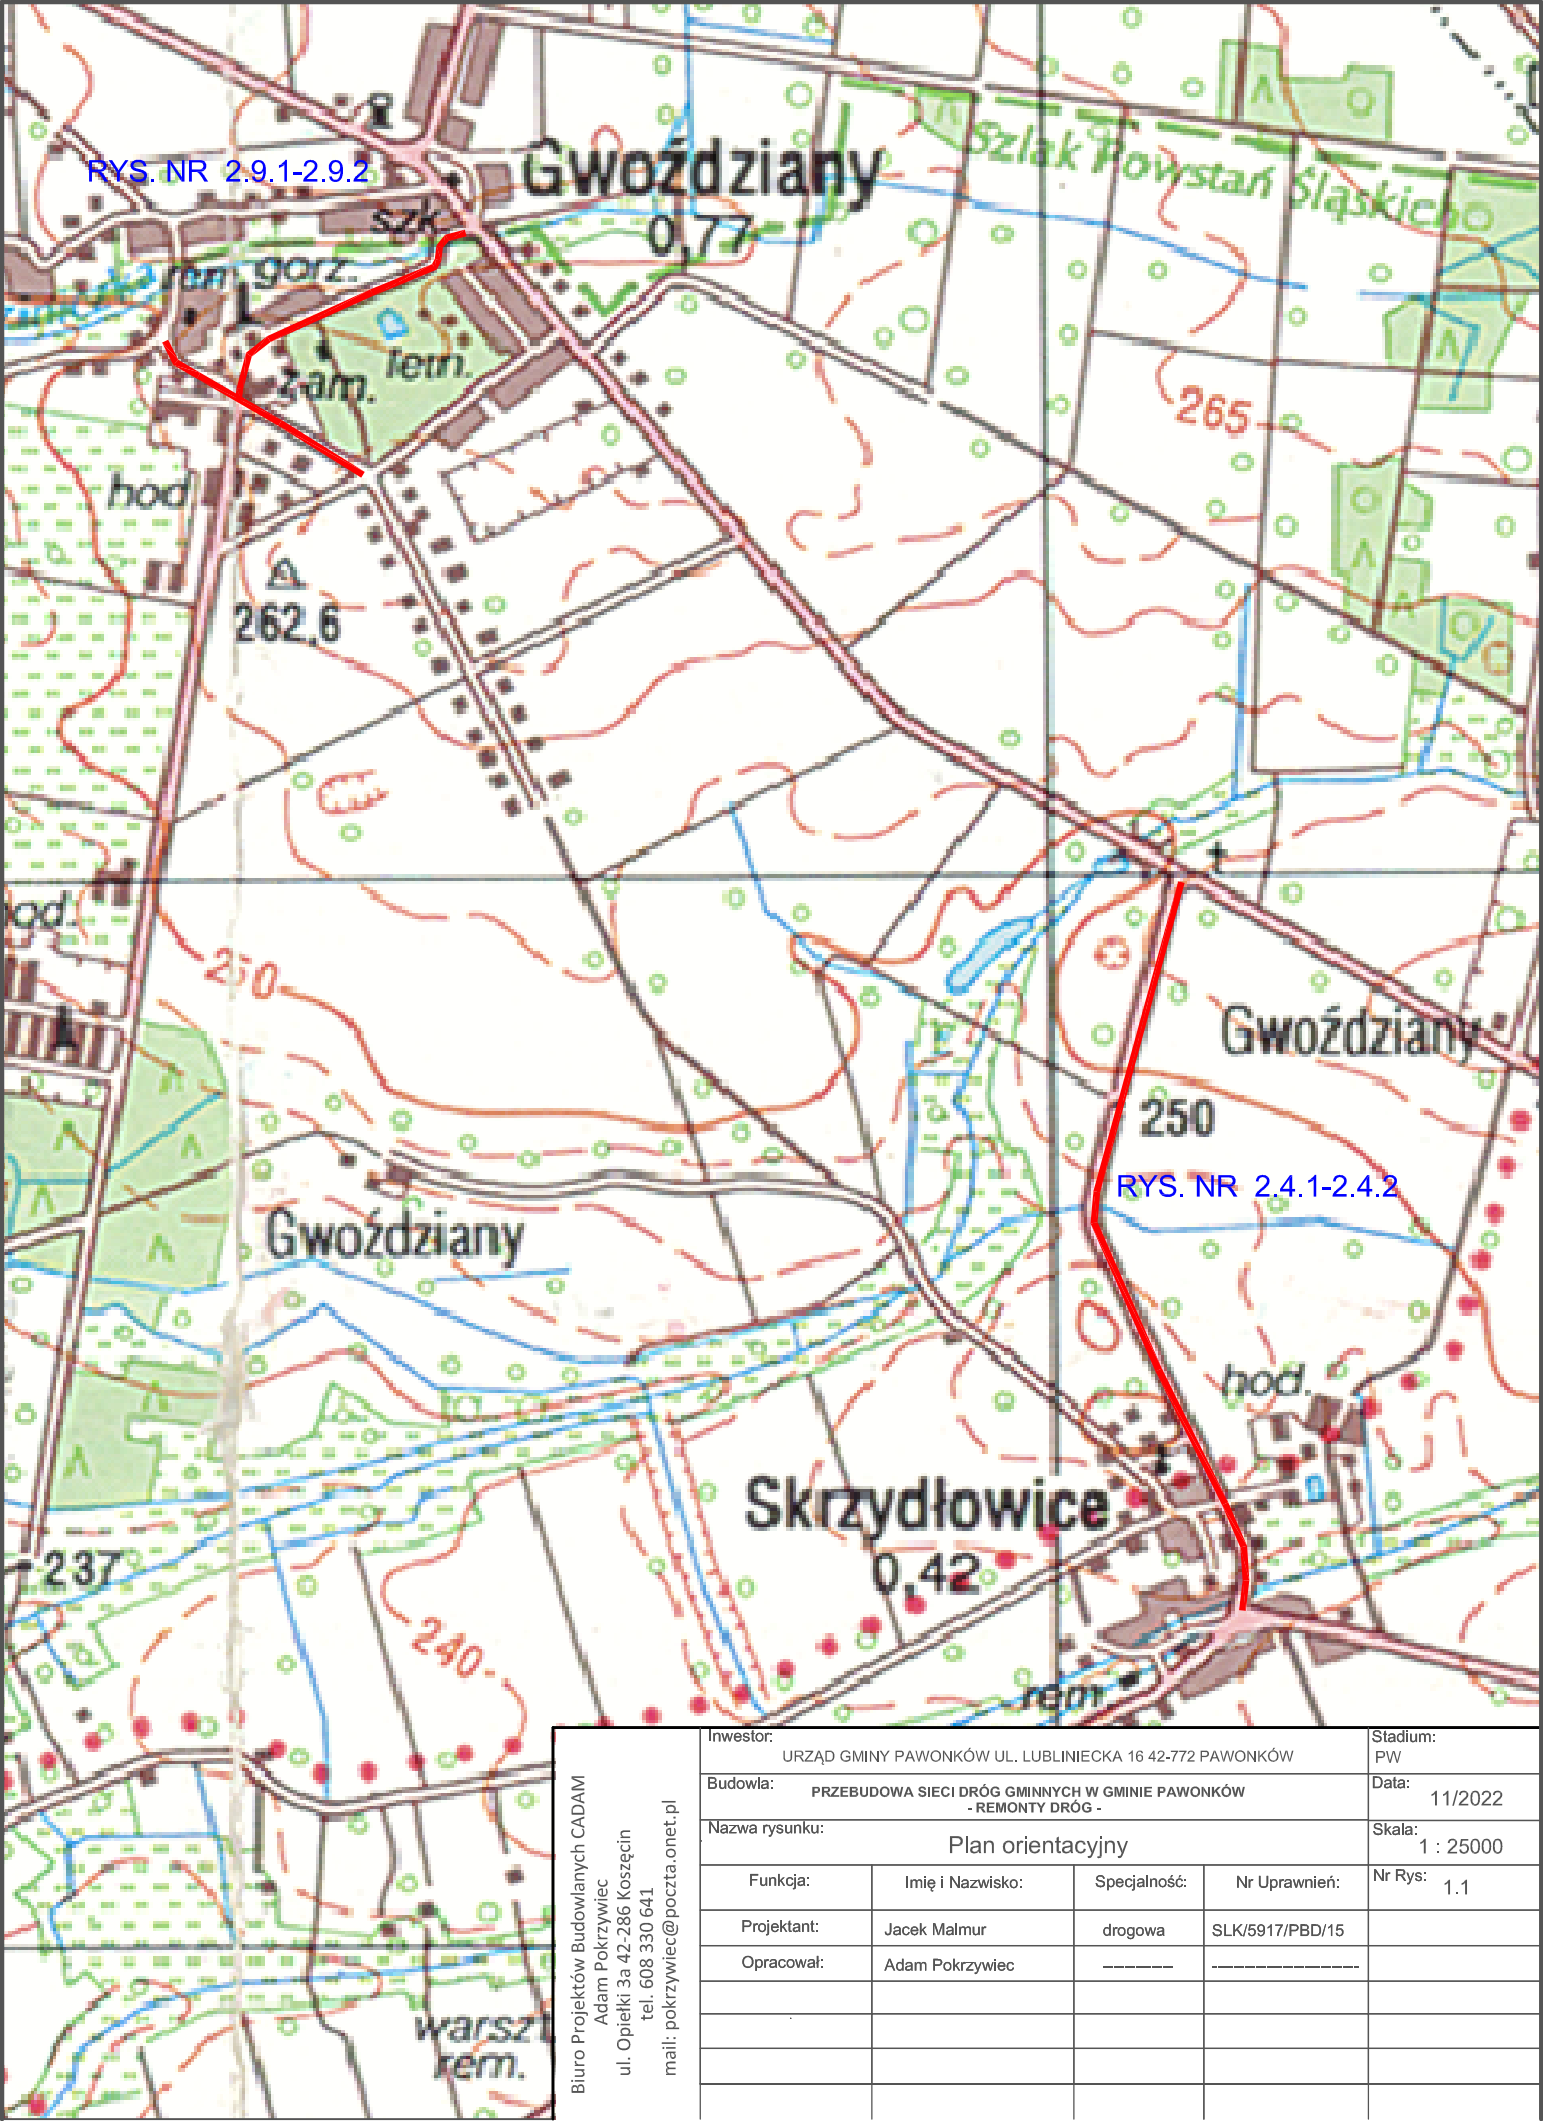 RYS. NR 2.9.1-2.9.2
Gwoździany
0,77
Szlak Powstań Śląskich
szk.
rem.
gorz.
zam.
letn.
hod
262,6
265
hod.
250
Gwoździany
250
RYS. NR 2.4.1-2.4.2
Gwoździany
hod.
Skrzydłowice
0,42
237
240
rem.
warszt
rem.
Biuro Projektów Budowlanych CADAM
Adam Pokrzywiec
ul. Opiełki 3a 42-286 Koszęcin
tel. 608 330 641
mail: pokrzywiec@poczta.onet.pl
Inwestor:
URZĄD GMINY PAWONKÓW UL. LUBLINIECKA 16 42-772 PAWONKÓW
Stadium:
PW
Budowla:
PRZEBUDOWA SIECI DRÓG GMINNYCH W GMINIE PAWONKÓW
- REMONTY DRÓG -
Data:
11/2022
Nazwa rysunku:
Plan orientacyjny
Skala:
1 : 25000
Funkcja: Imię i Nazwisko: Specjalność: Nr Uprawnień: Nr Rys: 1.1
Projektant: Jacek Malmur drogowa SLK/5917/PBD/15
Opracował: Adam Pokrzywiec -------- -----------------